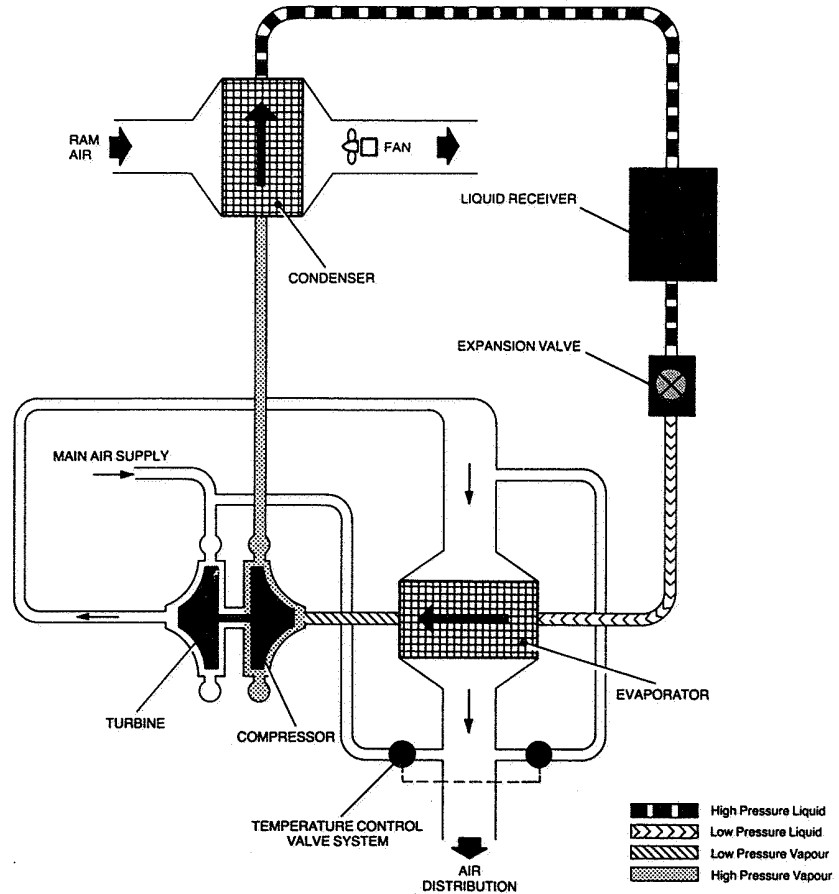 RAM
AIR
FAN
LIQUID RECEIVER
CONDENSER
EXPANSION VALVE
MAIN AIR SUPPLY
EVAPORATOR
TURBINE
COMPRESSOR
TEMPERATURE CONTROL
VALVE SYSTEM
High Pressure Liquid
Low Pressure Liquid
Low Pressure Vapour
High Pressure Vapour
AIR
DISTRIBUTION